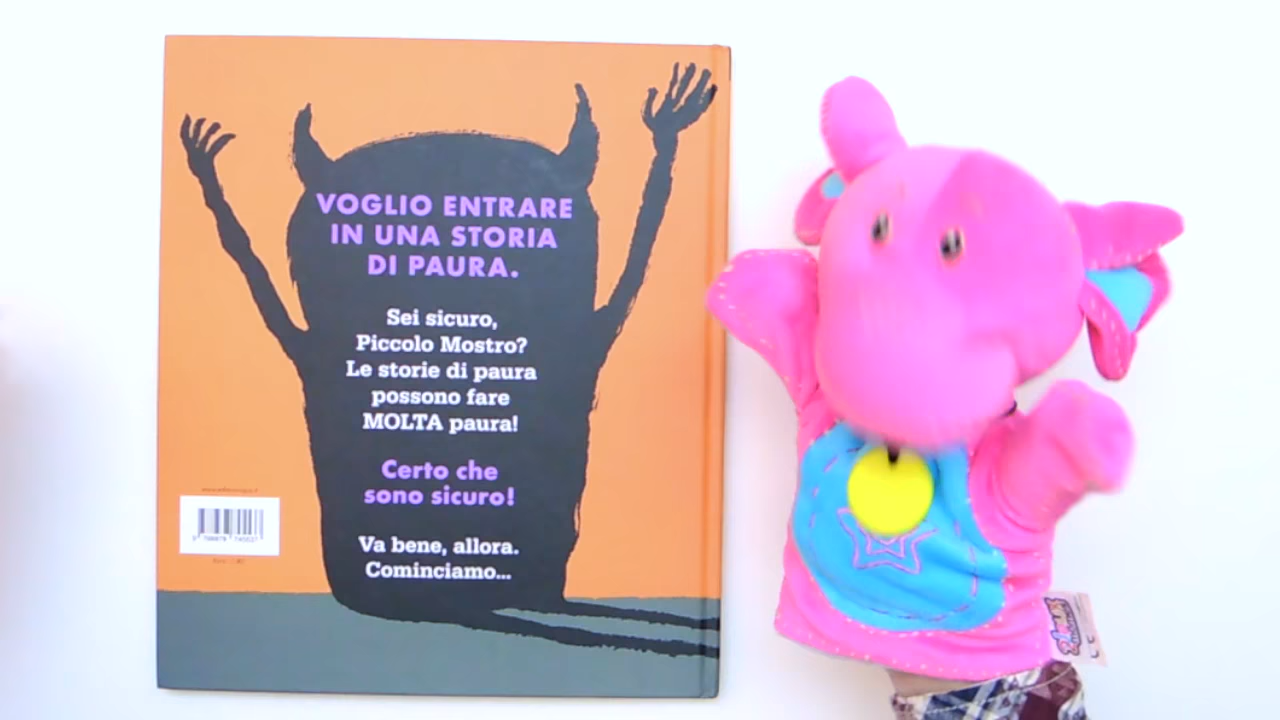 VOGLIO ENTRARE
IN UNA STORIA
DI PAURA.
Sei sicuro,
Piccolo Mostro?
Le storie di paura
possono fare
MOLTA paura!
Certo che
sono sicuro!
Va bene, allora.
Cominciamo...